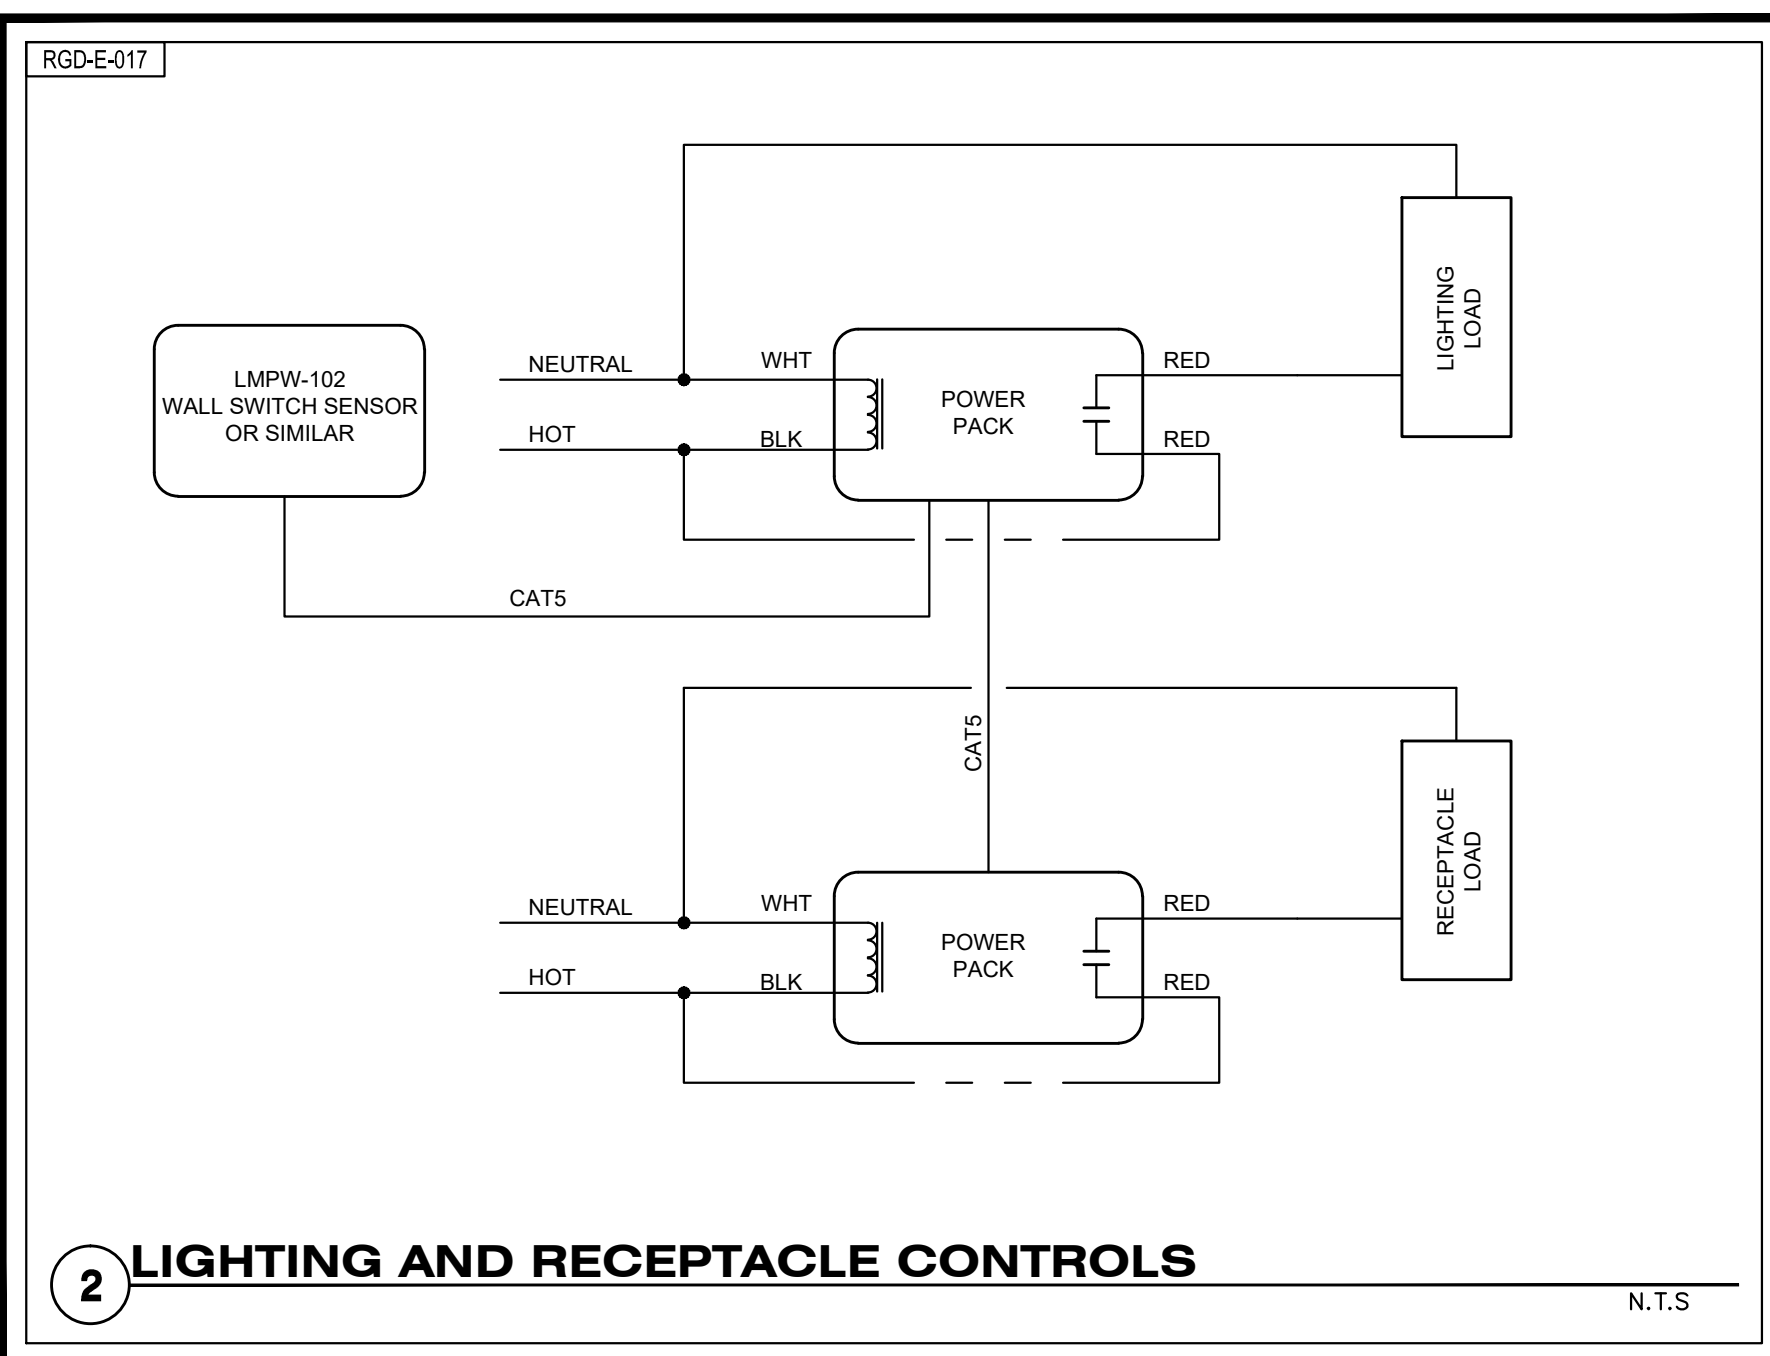 RGD-E-017
LMPW-102
WALL SWITCH SENSOR
OR SIMILAR
NEUTRAL
WHT
HOT
BLK
POWER
PACK
RED
RED
LIGHTING
LOAD
CAT5
CAT5
NEUTRAL
WHT
HOT
BLK
POWER
PACK
RED
RED
RECEPTACLE
LOAD
2
LIGHTING AND RECEPTACLE CONTROLS
N.T.S